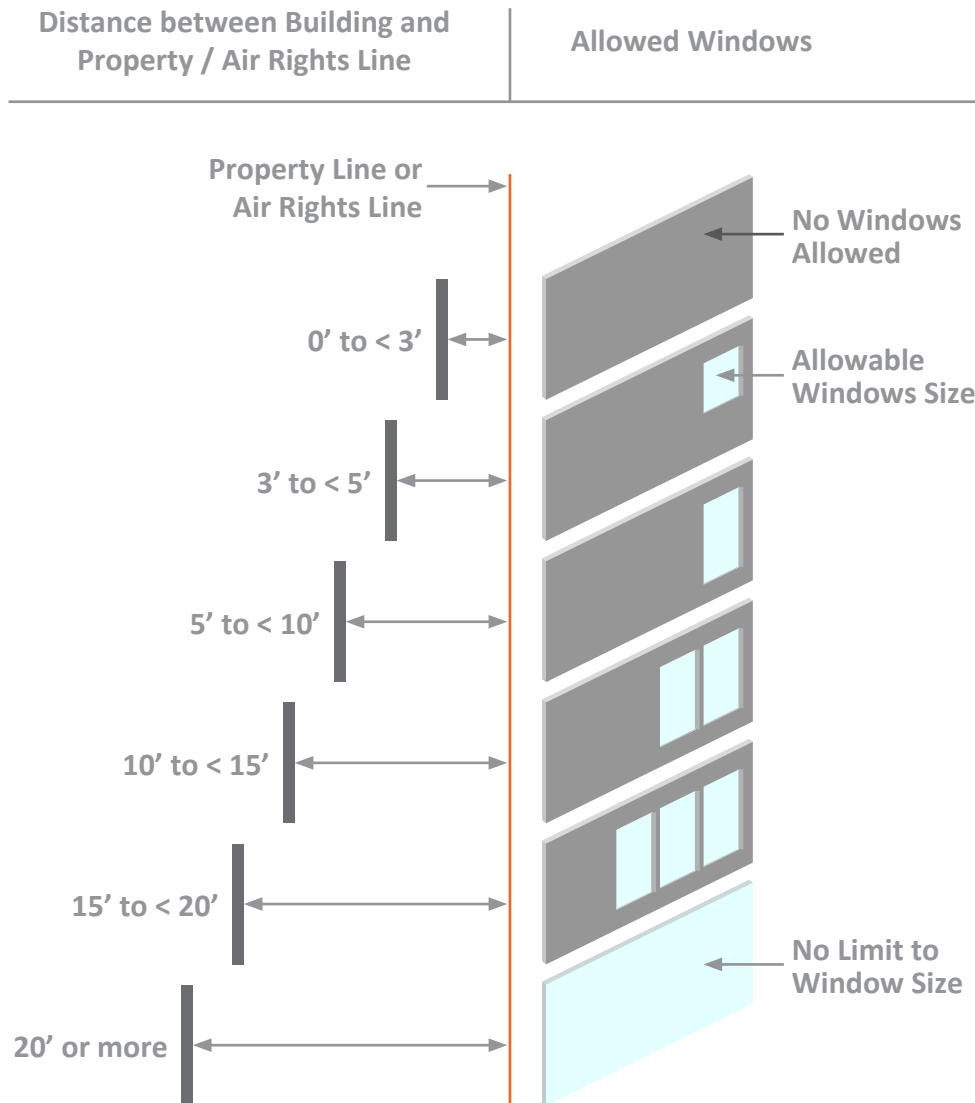 Distance between Building and
Property / Air Rights Line
Allowed Windows
Property Line or
Air Rights Line
No Windows
Allowed
0’ to < 3’
Allowable
Windows Size
3’ to < 5’
5’ to < 10’
10’ to < 15’
15’ to < 20’
No Limit to
Window Size
20’ or more